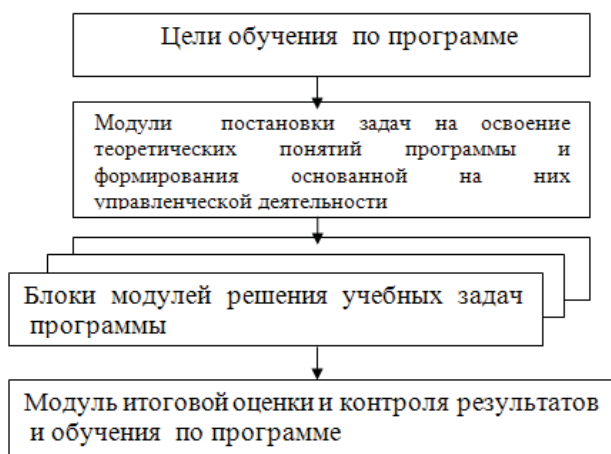 Цели обучения по программе
Модули постановки задач на освоение
теоретических понятий программы и
формирования основанной на них
управленческой деятельности
Блоки модулей решения учебных задач
программы
Модуль итоговой оценки и контроля результатов
и обучения по программе